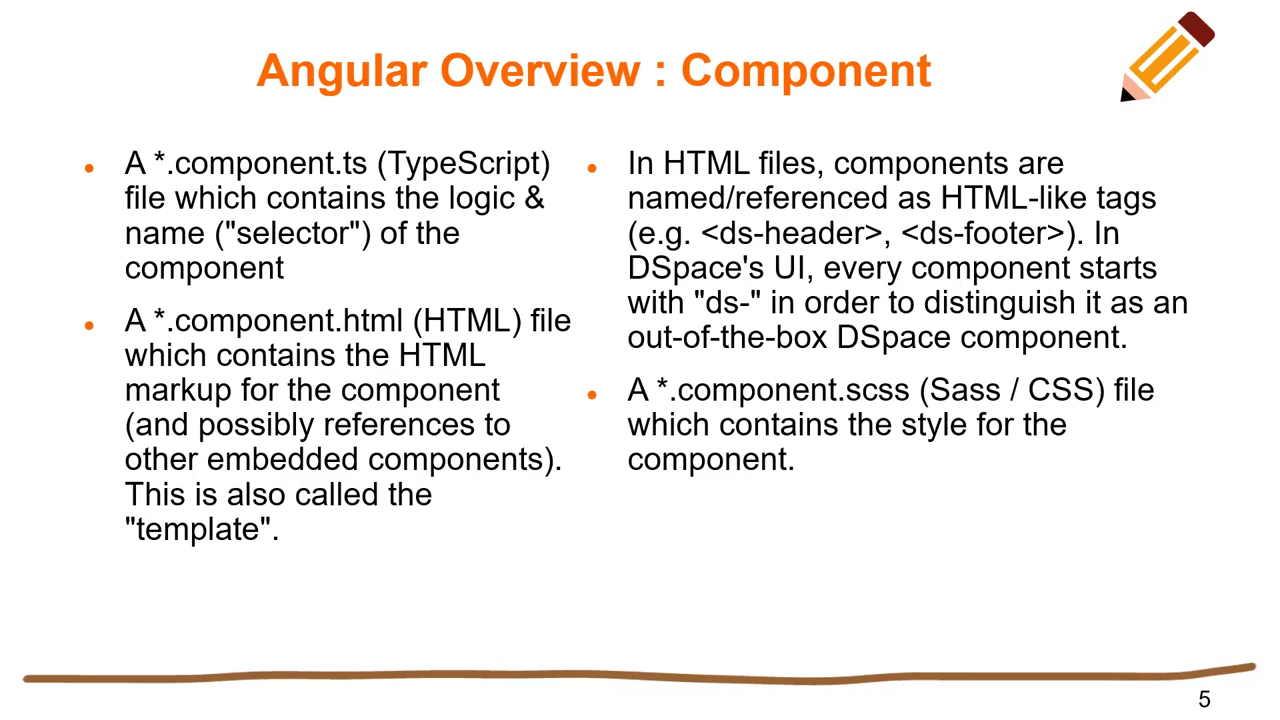 Angular Overview : Component
A *.component.ts (TypeScript)
file which contains the logic &
name ("selector") of the
component
A *.component.html (HTML) file
which contains the HTML
markup for the component
(and possibly references to
other embedded components).
This is also called the
"template".
In HTML files, components are
named/referenced as HTML-like tags
(e.g. <ds-header>, <ds-footer>). In
DSpace's UI, every component starts
with "ds-" in order to distinguish it as an
out-of-the-box DSpace component.
A *.component.scss (Sass / CSS) file
which contains the style for the
component.
5